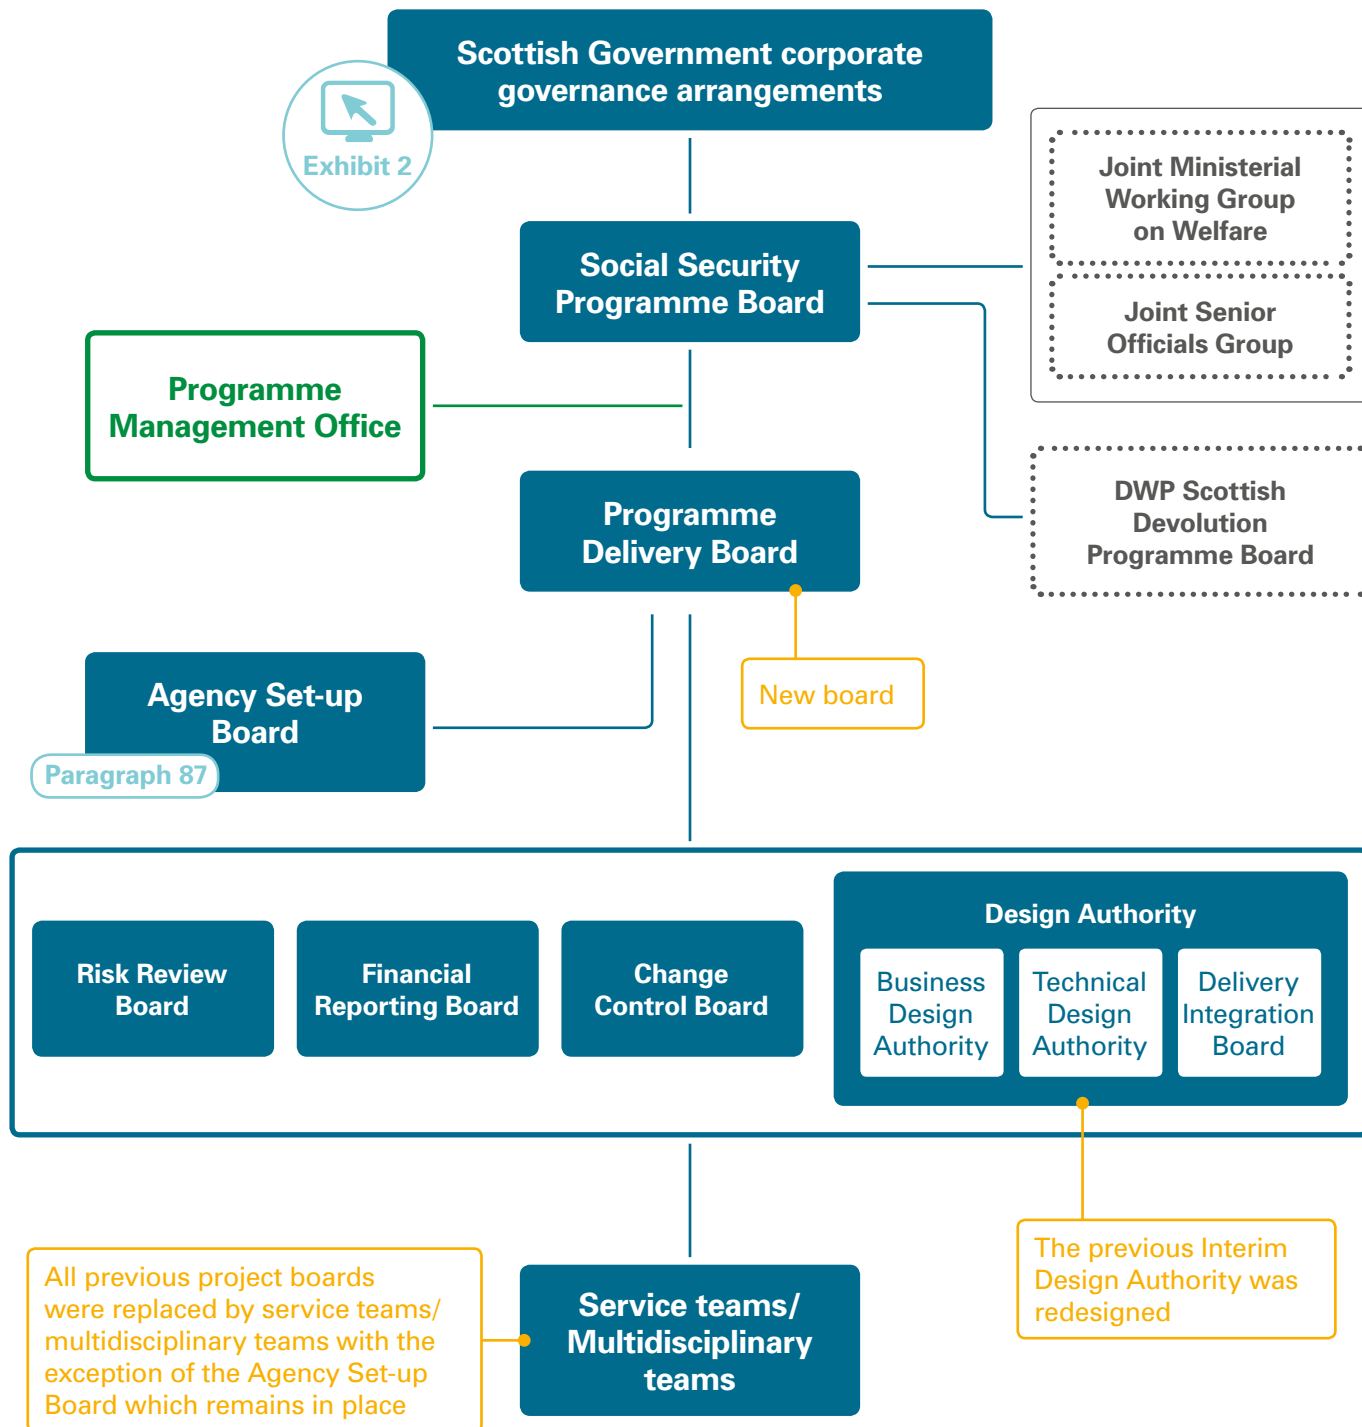 Scottish Government corporate
governance arrangements
Exhibit 2
Joint Ministerial
Working Group
on Welfare
Joint Senior
Officials Group
Social Security
Programme Board
Programme
Management Office
Programme
Delivery Board
DWP Scottish
Devolution
Programme Board
New board
Agency Set-up
Board
Paragraph 87
Risk Review
Board
Financial
Reporting Board
Change
Control Board
Design Authority
Business
Design
Authority
Technical
Design
Authority
Delivery
Integration
Board
The previous Interim
Design Authority was
redesigned
All previous project boards
were replaced by service teams/
multidisciplinary teams with the
exception of the Agency Set-up
Board which remains in place
Service teams/
Multidisciplinary
teams